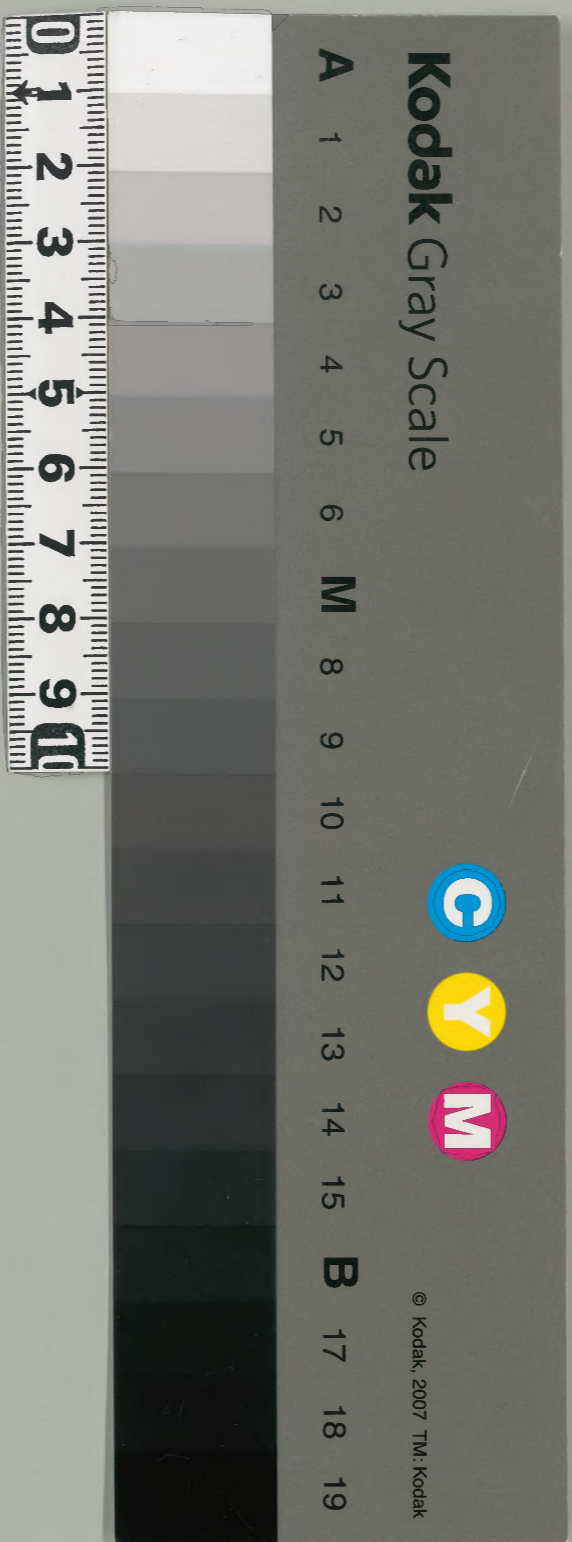 Kodak Gray Scale
C Y M
© Kodak, 2007 TM: Kodak
A 1 2 3 4 5 6 M 8 9 10 11 12 13 14 15 B 17 18 19
0 1 2 3 4 5 6 7 8 9 10